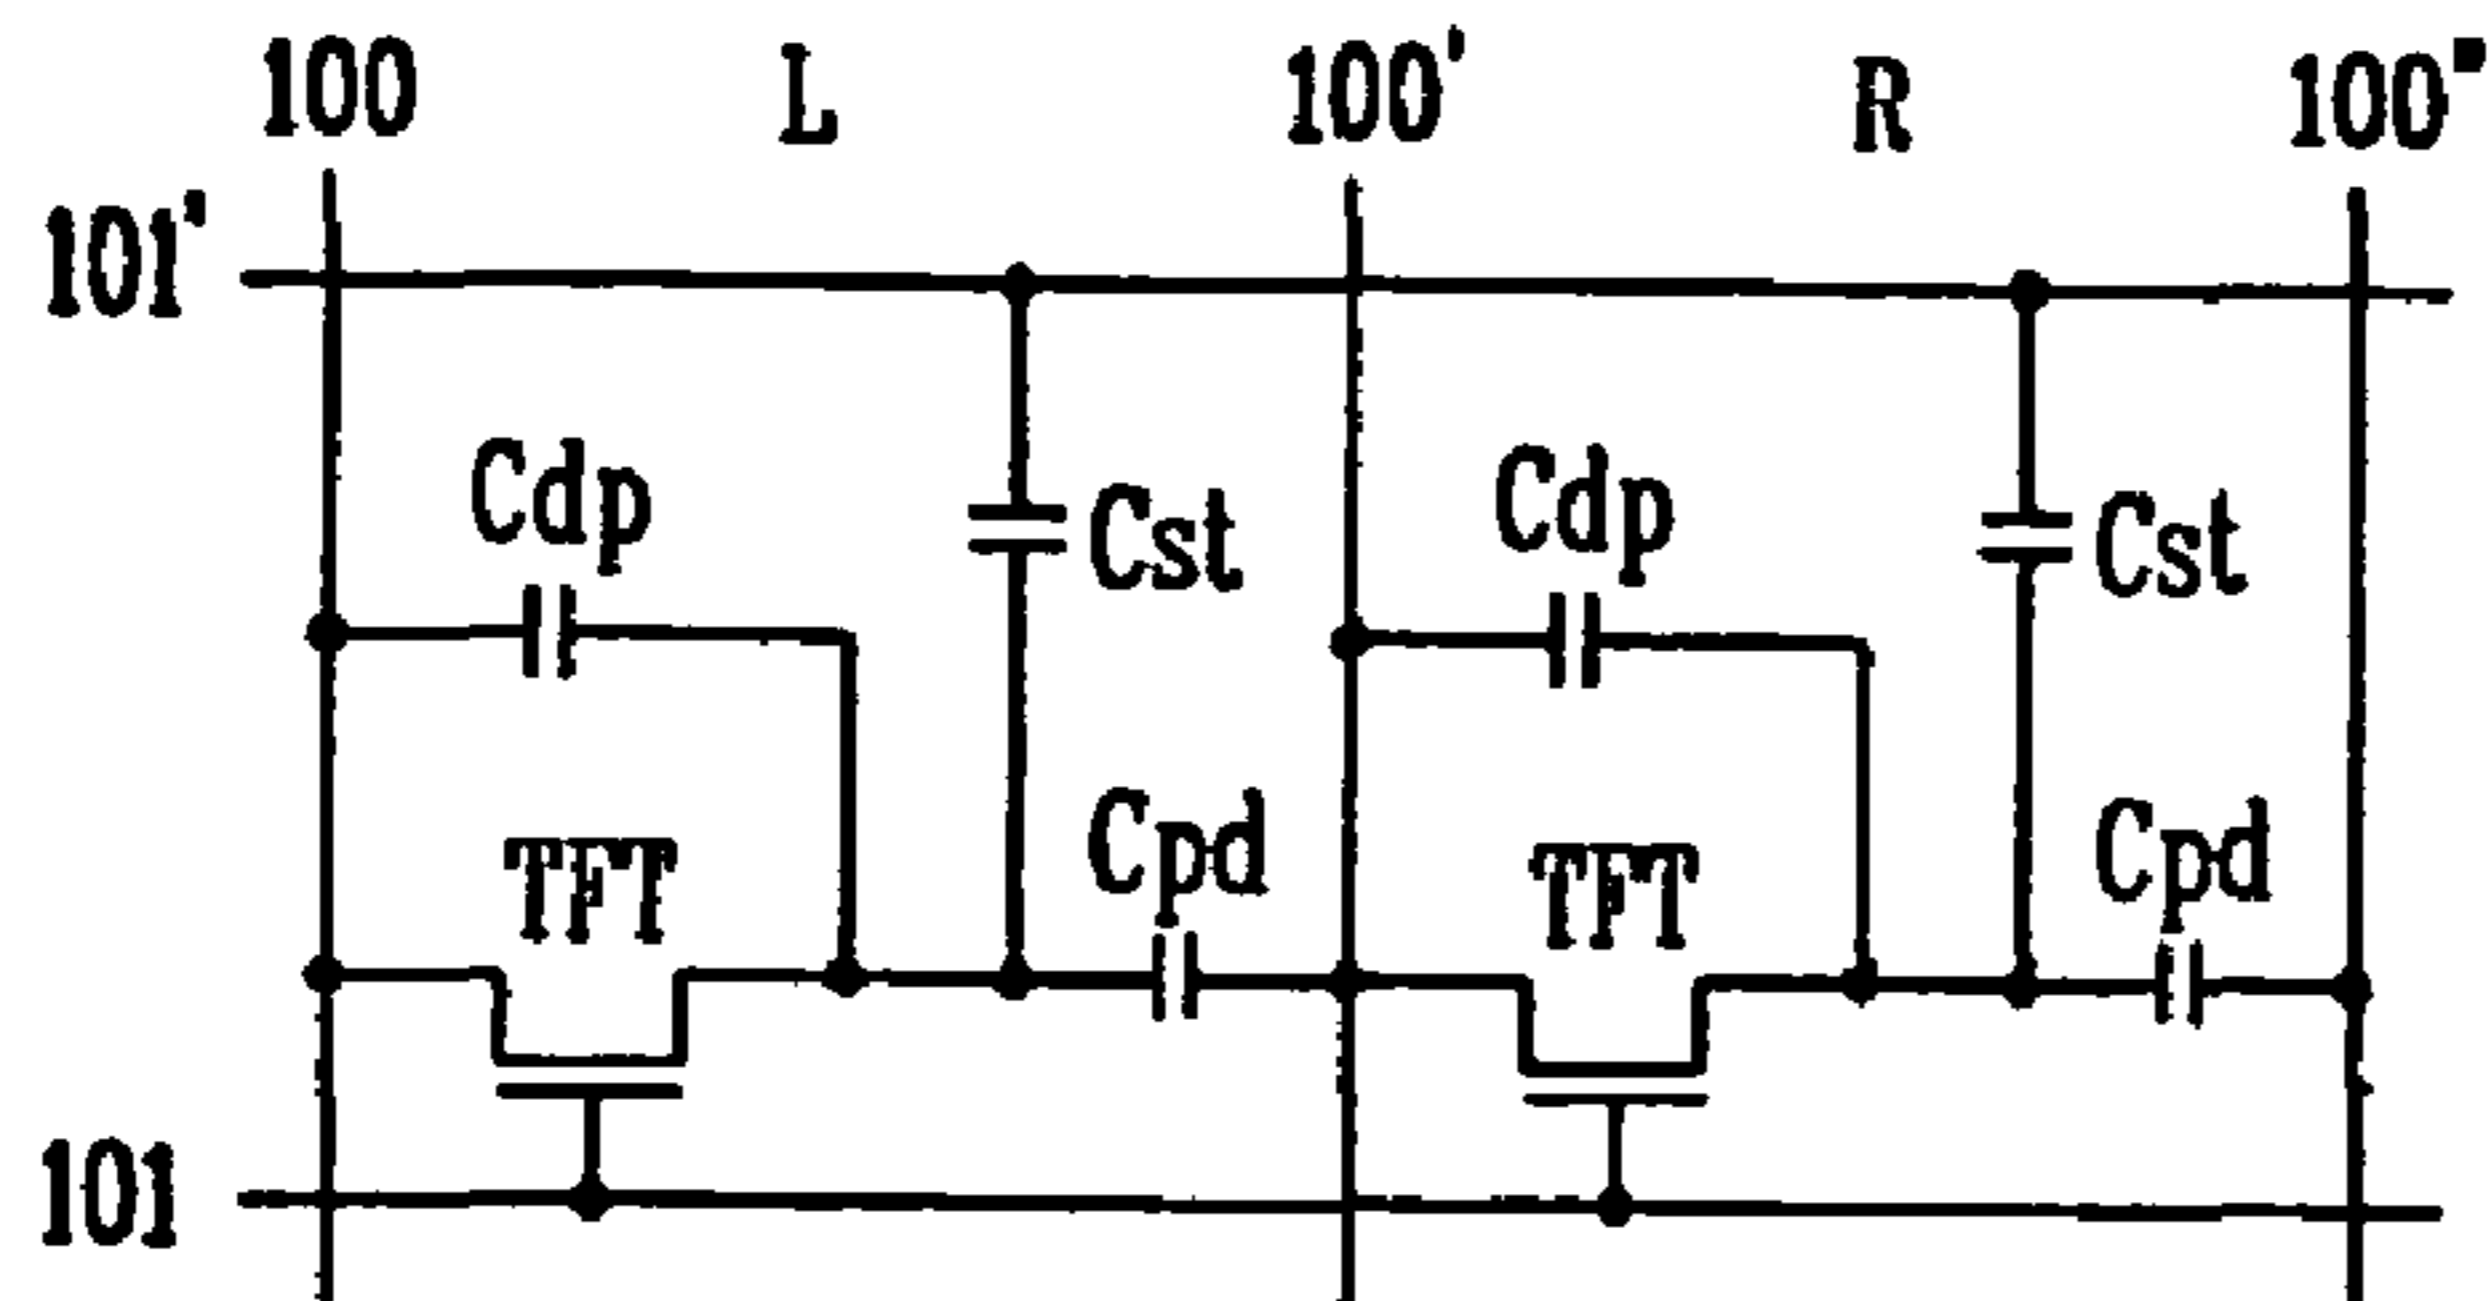 100 L 100' R 100"
101'
Cdp Cst Cdp Cst
TFT Cpd TFT Cpd
101